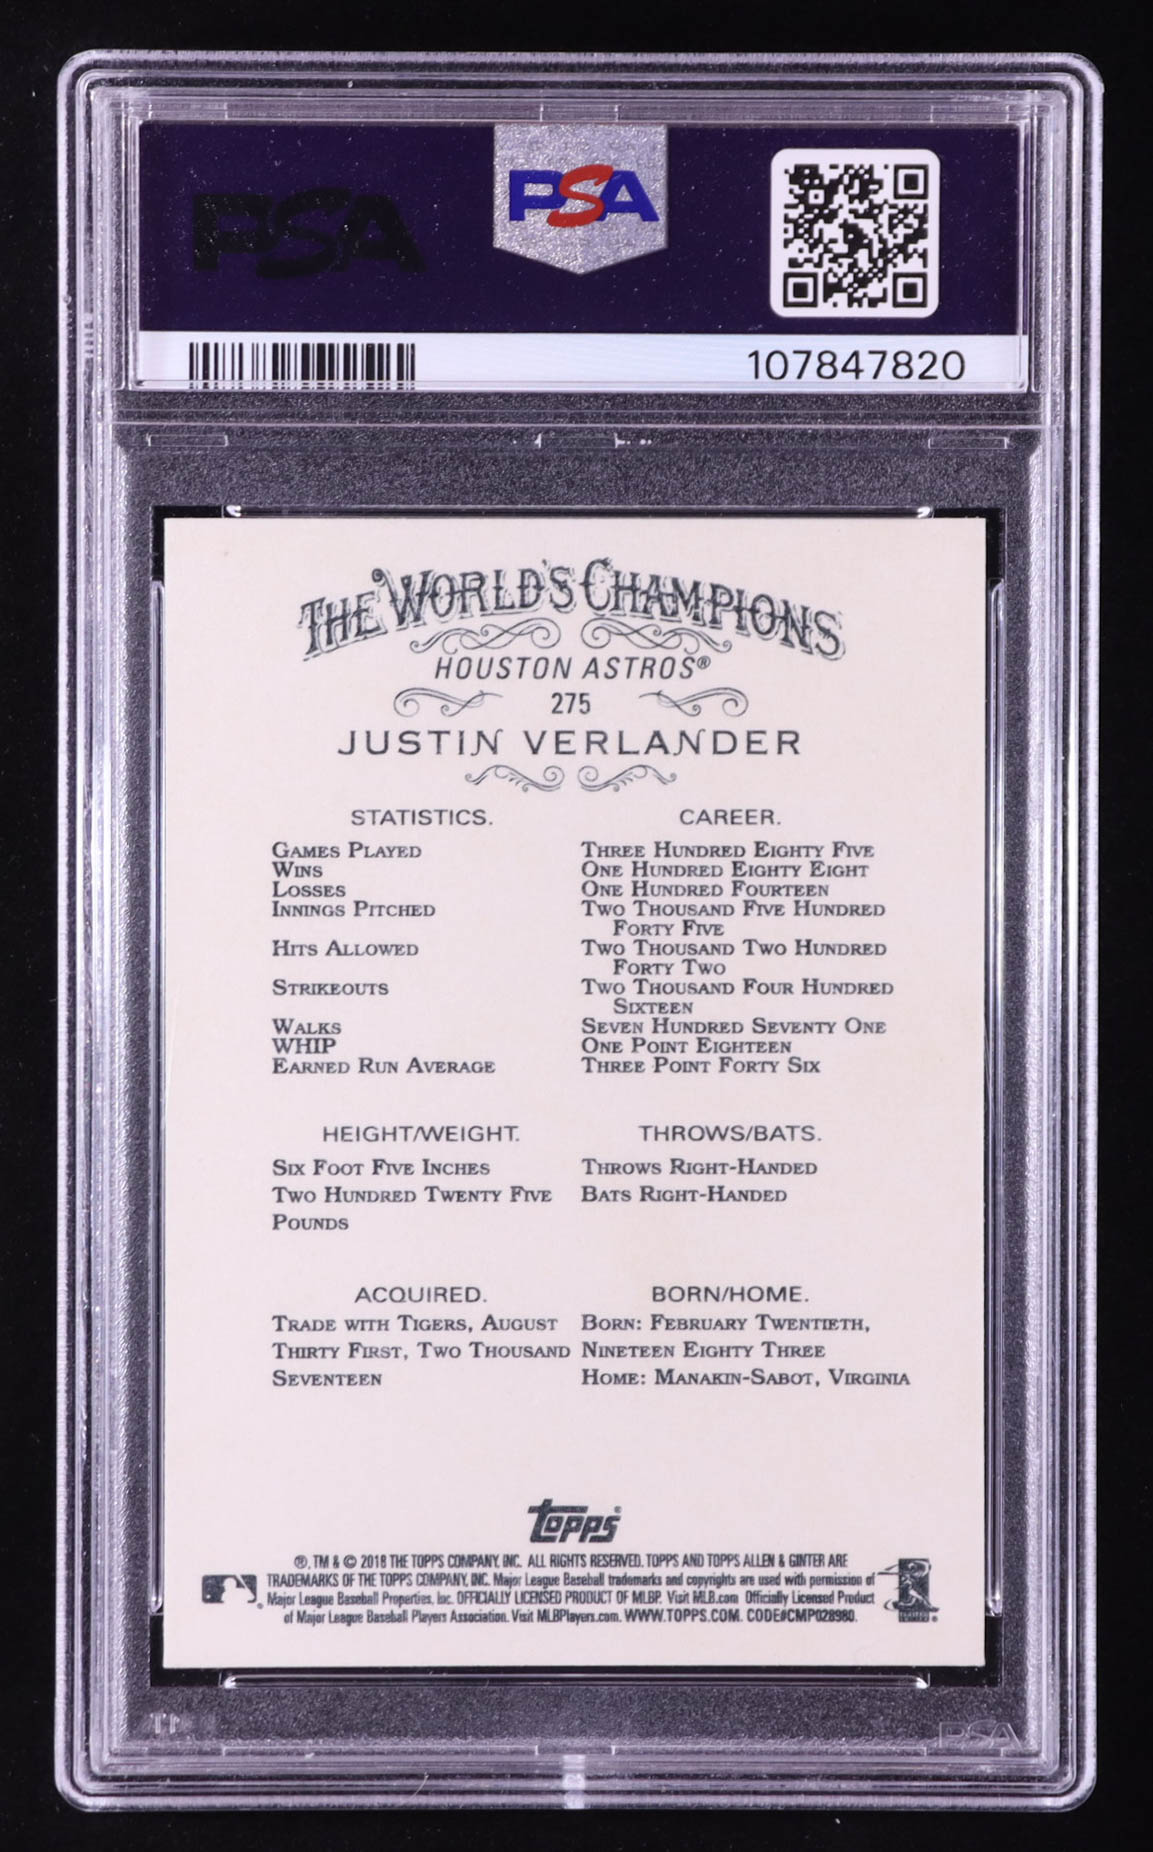 PSA
PSA
107847820
THE WORLD'S CHAMPIONS
HOUSTON ASTROS®
275
JUSTIN VERLANDER
STATISTICS. CAREER.
GAMES PLAYED THREE HUNDRED EIGHTY FIVE
WINS ONE HUNDRED EIGHTY EIGHT
LOSSES ONE HUNDRED FOURTEEN
INNINGS PITCHED TWO THOUSAND FIVE HUNDRED
FORTY FIVE
HITS ALLOWED TWO THOUSAND TWO HUNDRED
FORTY TWO
STRIKEOUTS TWO THOUSAND FOUR HUNDRED
SIXTEEN
WALKS SEVEN HUNDRED SEVENTY ONE
WHIP ONE POINT EIGHTEEN
EARNED RUN AVERAGE THREE POINT FORTY SIX
HEIGHT/WEIGHT. THROWS/BATS.
SIX FOOT FIVE INCHES THROWS RIGHT-HANDED
TWO HUNDRED TWENTY FIVE BATS RIGHT-HANDED
POUNDS
ACQUIRED. BORN/HOME.
TRADE WITH TIGERS, AUGUST BORN: FEBRUARY TWENTIETH,
THIRTY FIRST, TWO THOUSAND NINETEEN EIGHTY THREE
SEVENTEEN HOME: MANAKIN-SABOT, VIRGINIA
Topps®
®, TM & © 2018 THE TOPPS COMPANY, INC. ALL RIGHTS RESERVED. TOPPS AND TOPPS ALLEN & GINTER ARE
TRADEMARKS OF THE TOPPS COMPANY, INC. Major League Baseball trademarks and copyrights are used with permission of
Major League Baseball Properties, Inc. OFFICIALLY LICENSED PRODUCT OF MLBP. Visit MLB.com Officially Licensed Product
of Major League Baseball Players Association. Visit MLBPlayers.com. WWW.TOPPS.COM. CODE#CMP028980.
PSA